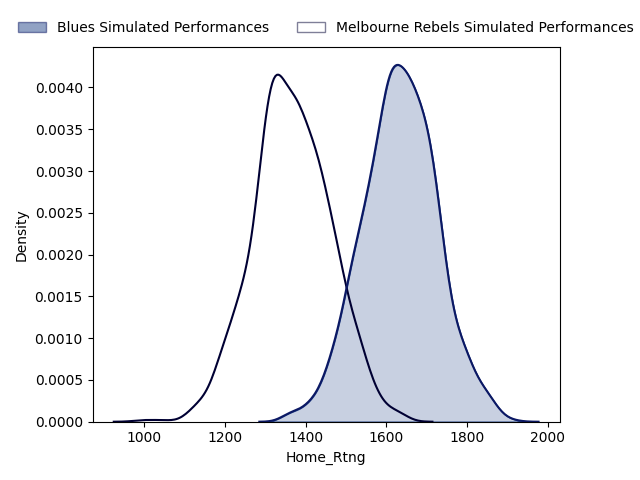 Blues Simulated Performances Melbourne Rebels Simulated Performances
0.0040
0.0035
0.0030
0.0025
0.0020
0.0015
0.0010
0.0005
0.0000
Density
1000 1200 1400 1600 1800 2000
Home_Rtng